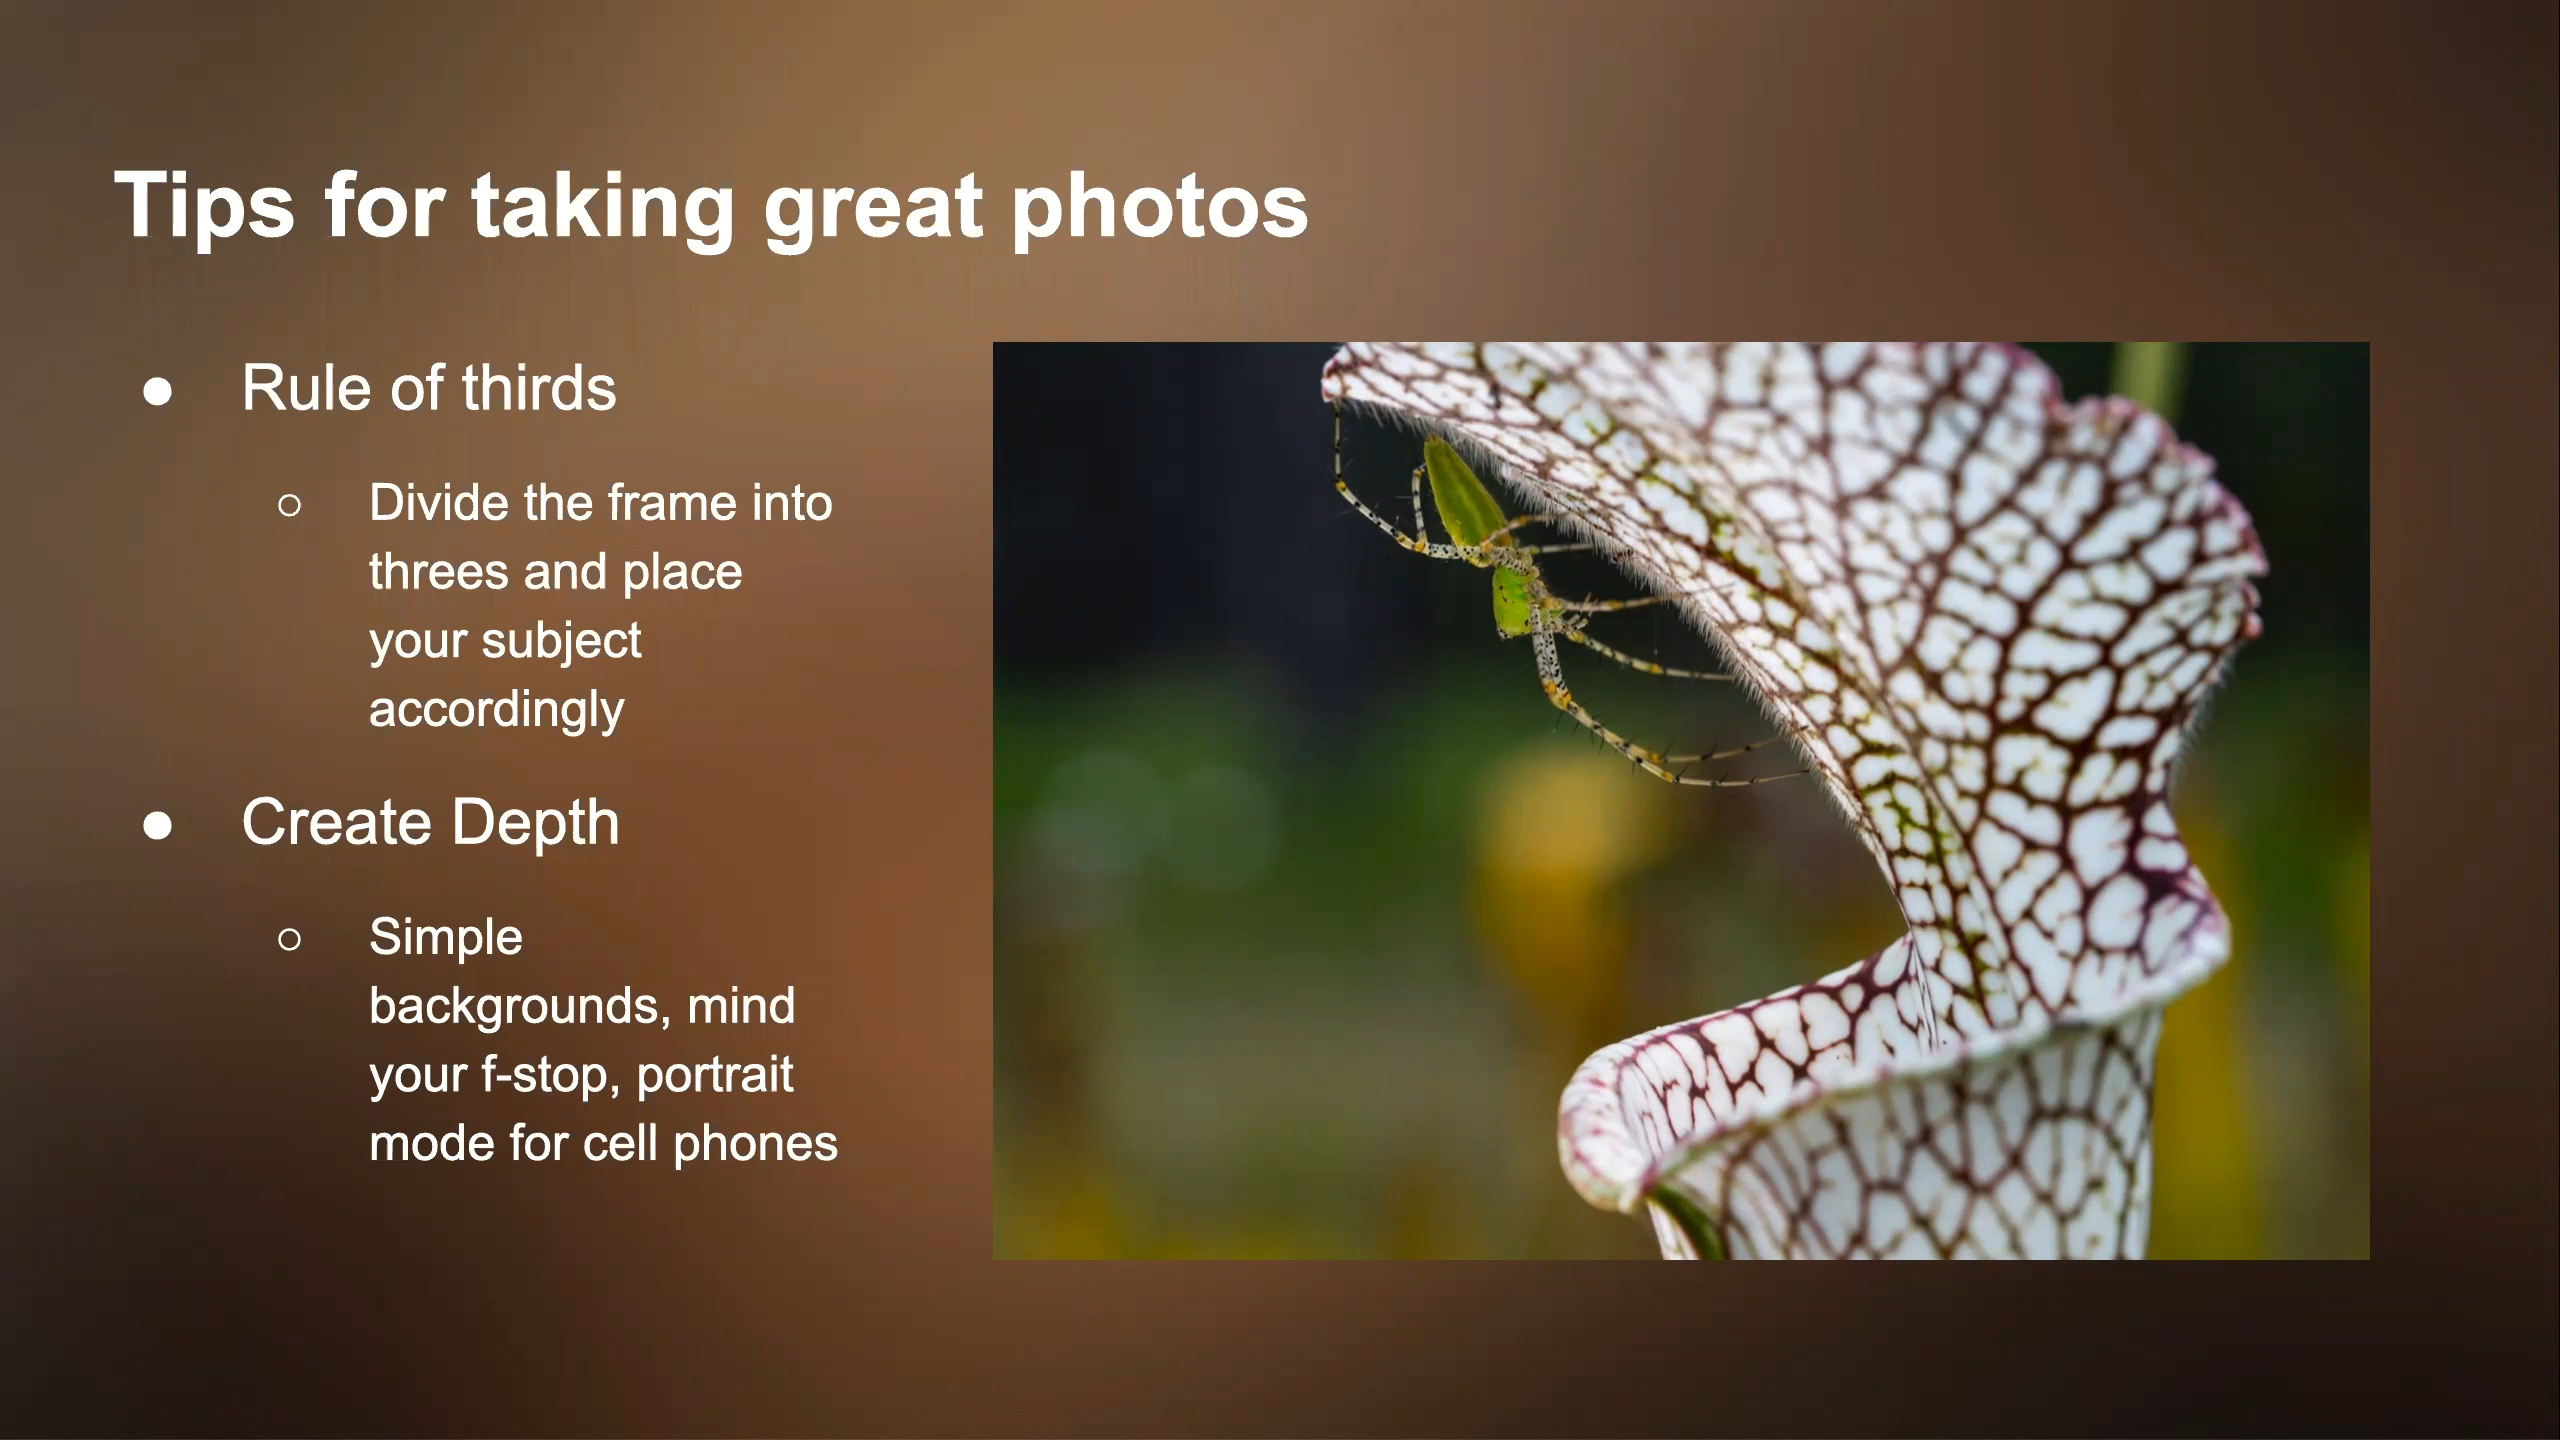 Tips for taking great photos
● Rule of thirds
○ Divide the frame into
threes and place
your subject
accordingly
● Create Depth
○ Simple
backgrounds, mind
your f-stop, portrait
mode for cell phones